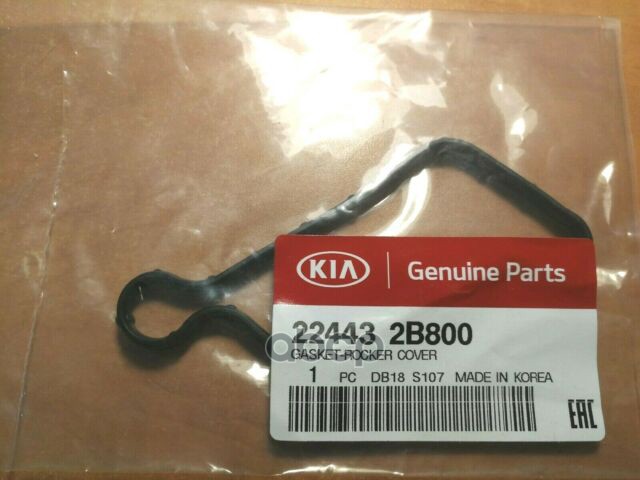 KIA Genuine Parts
22443 2B800
GASKET-ROCKER COVER
1 PC DB18 S107 MADE IN KOREA
EAC